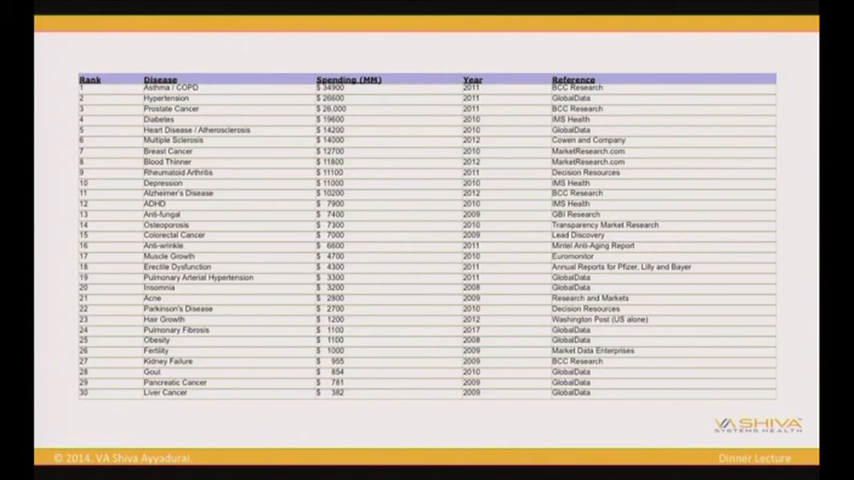 Rank Disease Spending (MM) Year Reference
1 Asthma / COPD $ 34900 2011 BCC Research
2 Hypertension $ 26600 2011 GlobalData
3 Prostate Cancer $ 26,000 2011 BCC Research
4 Diabetes $ 19600 2010 IMS Health
5 Heart Disease / Atherosclerosis $ 14200 2010 GlobalData
6 Multiple Sclerosis $ 14000 2012 Cowen and Company
7 Breast Cancer $ 12700 2010 MarketResearch.com
8 Blood Thinner $ 11800 2012 MarketResearch.com
9 Rheumatoid Arthritis $ 11100 2011 Decision Resources
10 Depression $ 11000 2010 IMS Health
11 Alzheimer's Disease $ 10200 2012 BCC Research
12 ADHD $ 7900 2010 IMS Health
13 Anti-fungal $ 7400 2009 GBI Research
14 Osteoporosis $ 7300 2010 Transparency Market Research
15 Colorectal Cancer $ 7000 2009 Lead Discovery
16 Anti-wrinkle $ 6600 2011 Mintel Anti-Aging Report
17 Muscle Growth $ 4700 2010 Euromonitor
18 Erectile Dysfunction $ 4300 2011 Annual Reports for Pfizer, Lilly and Bayer
19 Pulmonary Arterial Hypertension $ 3300 2011 GlobalData
20 Insomnia $ 3200 2008 GlobalData
21 Acne $ 2800 2009 Research and Markets
22 Parkinson's Disease $ 2700 2010 Decision Resources
23 Hair Growth $ 1200 2012 Washington Post (US alone)
24 Pulmonary Fibrosis $ 1100 2017 GlobalData
25 Obesity $ 1100 2008 GlobalData
26 Fertility $ 1000 2009 Market Data Enterprises
27 Kidney Failure $ 955 2009 BCC Research
28 Gout $ 854 2010 GlobalData
29 Pancreatic Cancer $ 781 2009 GlobalData
30 Liver Cancer $ 382 2009 GlobalData
VA SHIVA
SYSTEMS HEALTH
© 2014. VA Shiva Ayyadurai. Dinner Lecture